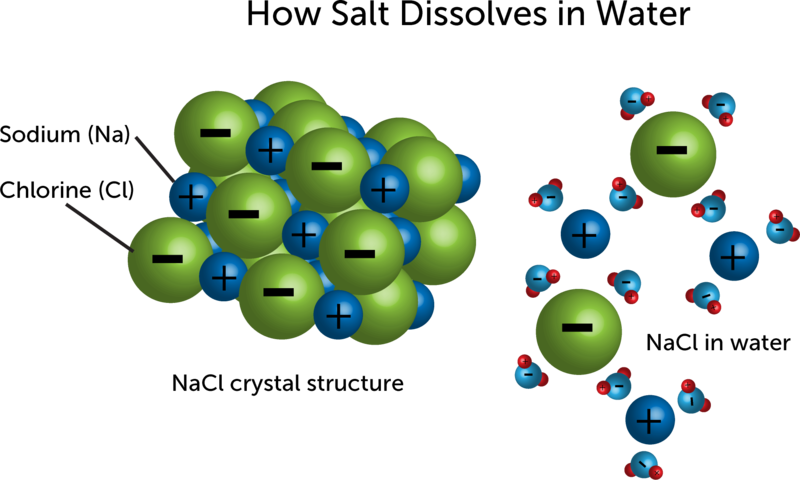 How Salt Dissolves in Water
Sodium (Na)
Chlorine (Cl)
NaCl crystal structure
NaCl in water